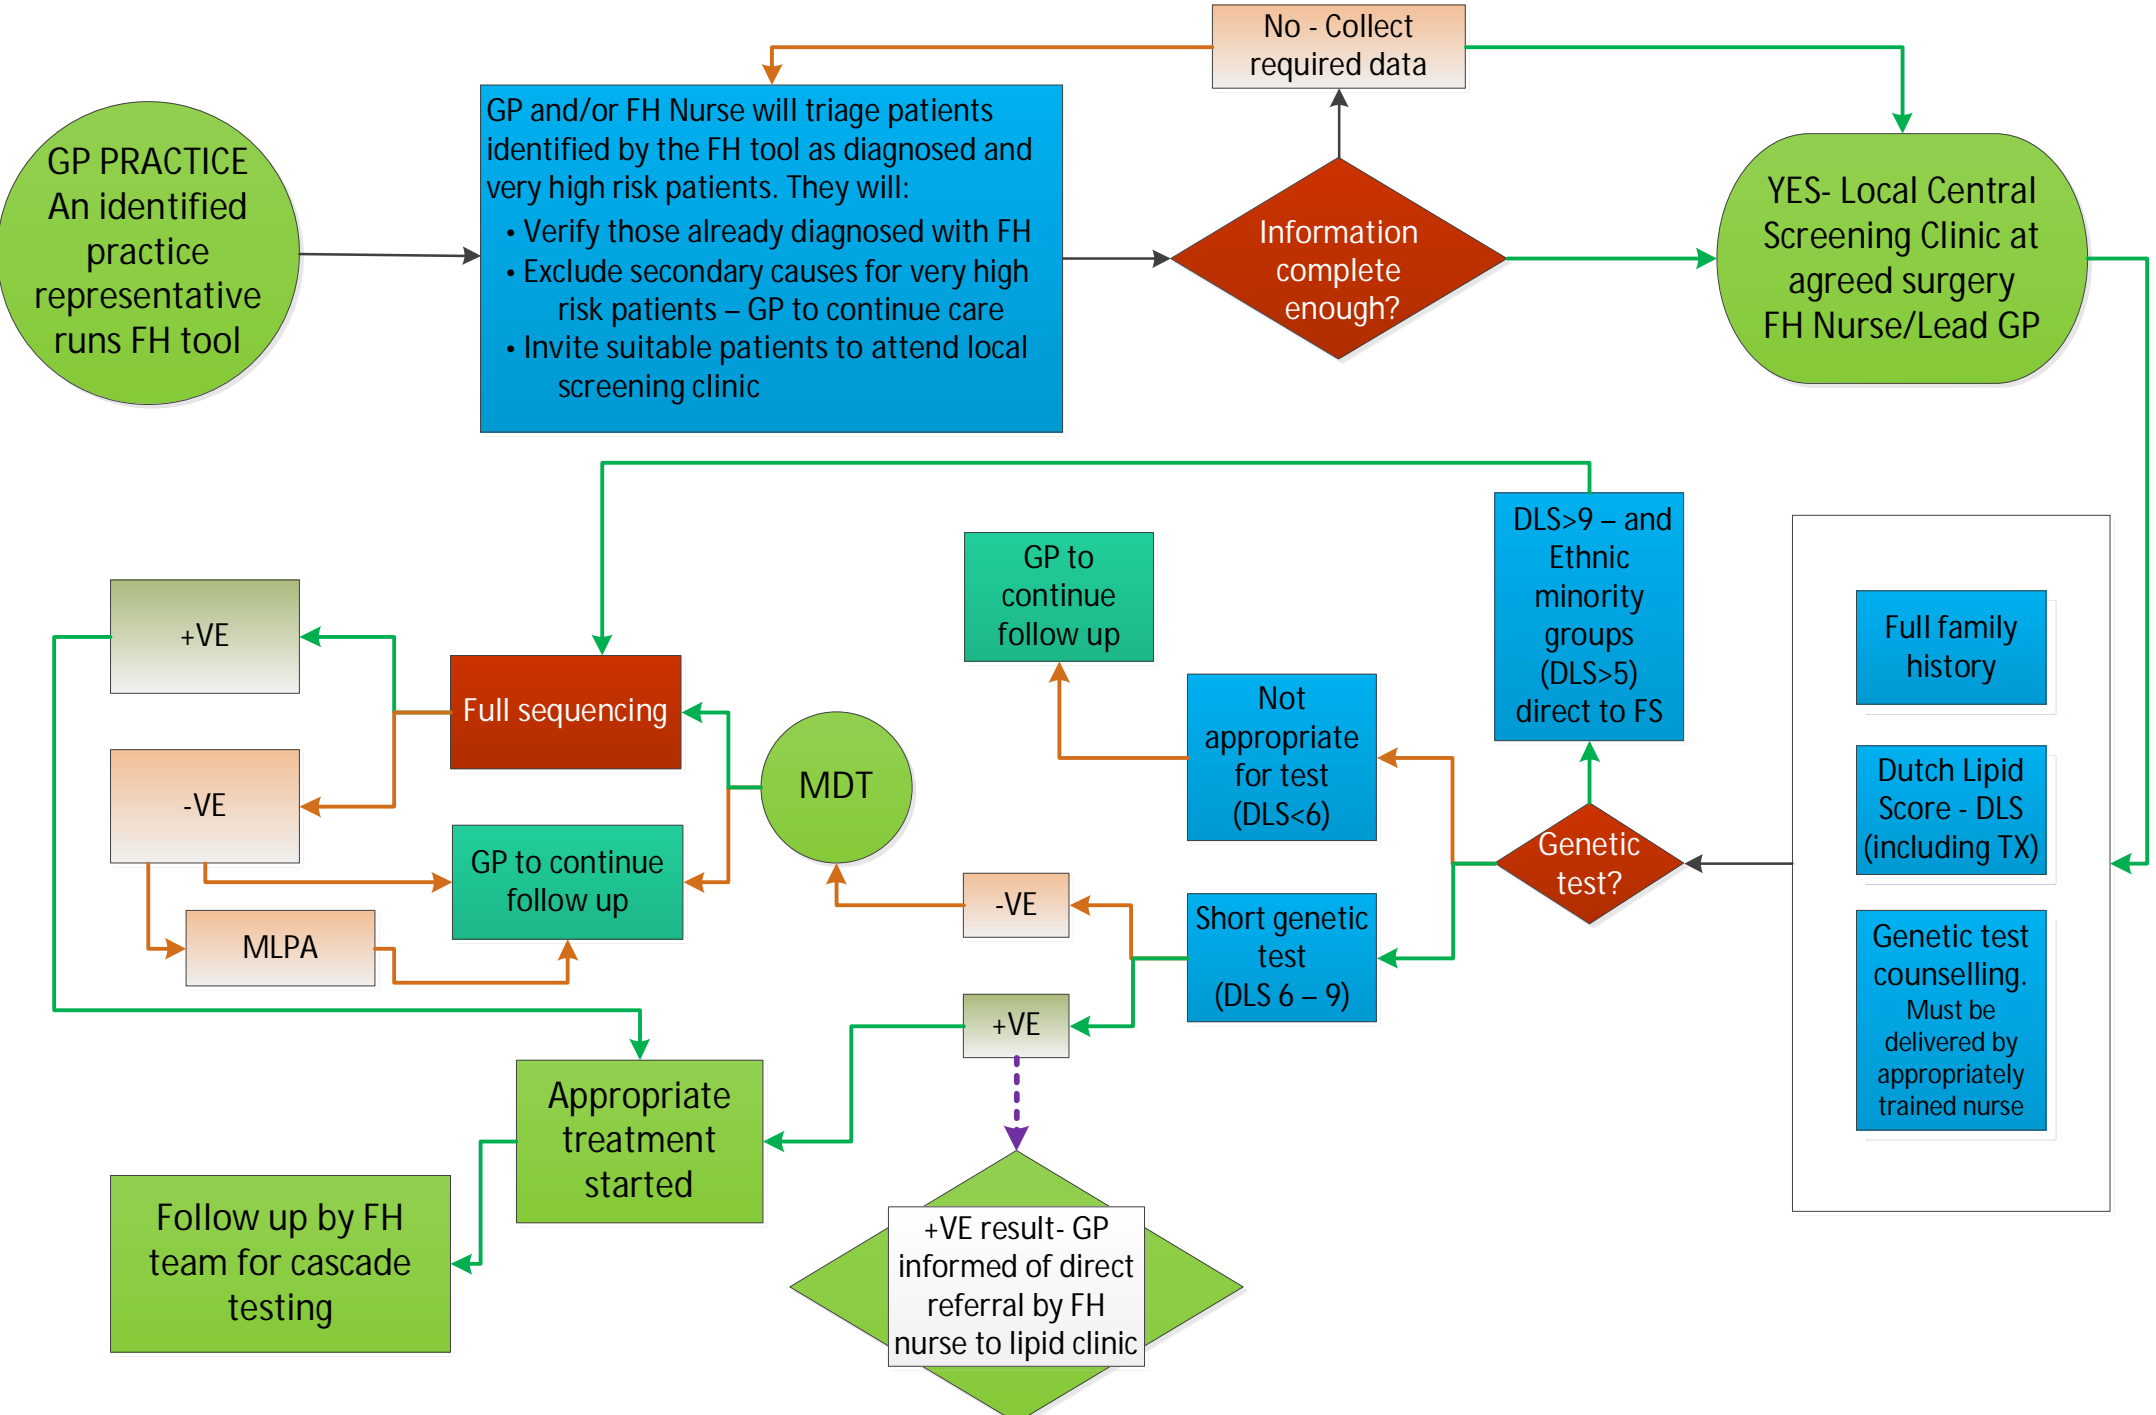 No - Collect
required data
GP PRACTICE
An identified
practice
representative
runs FH tool
GP and/or FH Nurse will triage patients
identified by the FH tool as diagnosed and
very high risk patients. They will:
• Verify those already diagnosed with FH
• Exclude secondary causes for very high
risk patients – GP to continue care
• Invite suitable patients to attend local
screening clinic
Information
complete
enough?
YES- Local Central
Screening Clinic at
agreed surgery
FH Nurse/Lead GP
DLS>9 – and
Ethnic
minority
groups
(DLS>5)
direct to FS
GP to
continue
follow up
Full family
history
+VE
Full sequencing
Not
appropriate
for test
(DLS<6)
MDT
-VE
Dutch Lipid
Score - DLS
(including TX)
Genetic
test?
GP to continue
follow up
-VE
Short genetic
test
(DLS 6 – 9)
MLPA
Genetic test
counselling.
Must be
delivered by
appropriately
trained nurse
+VE
Appropriate
treatment
started
Follow up by FH
team for cascade
testing
+VE result- GP
informed of direct
referral by FH
nurse to lipid clinic